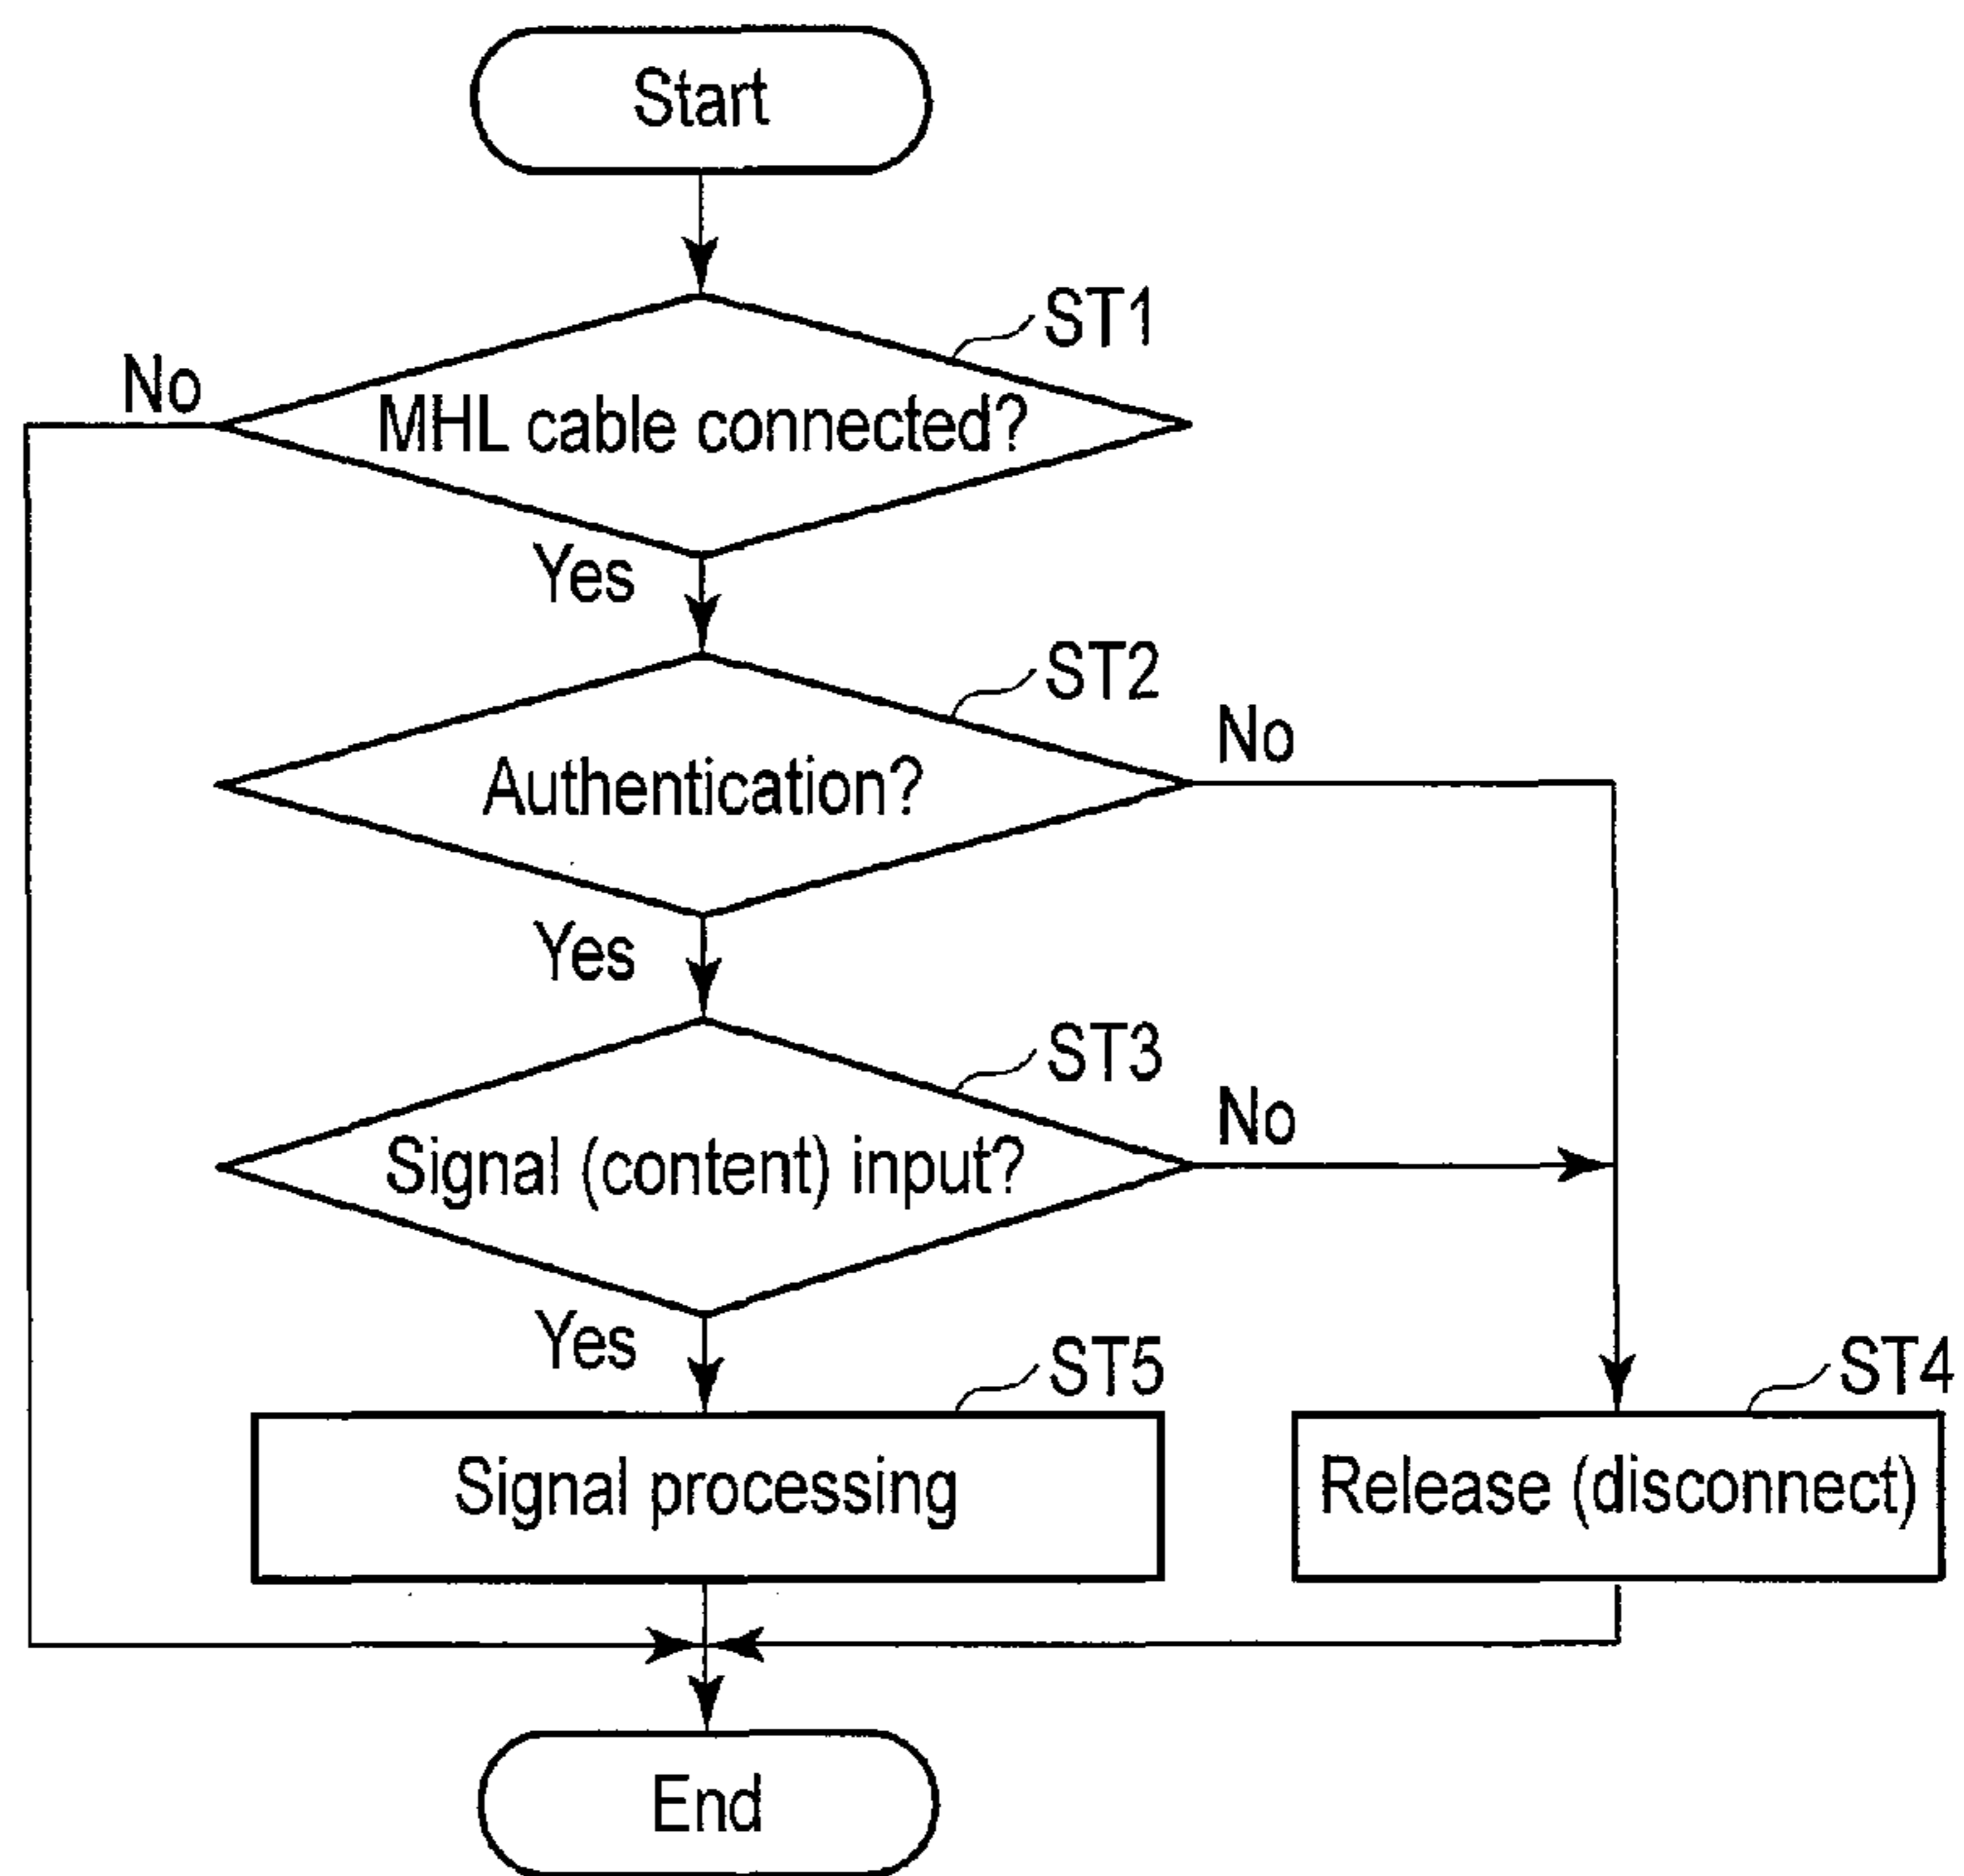 Start
ST1
No
MHL cable connected?
Yes
ST2
No
Authentication?
Yes
ST3
No
Signal (content) input?
Yes
ST5
ST4
Signal processing
Release (disconnect)
End